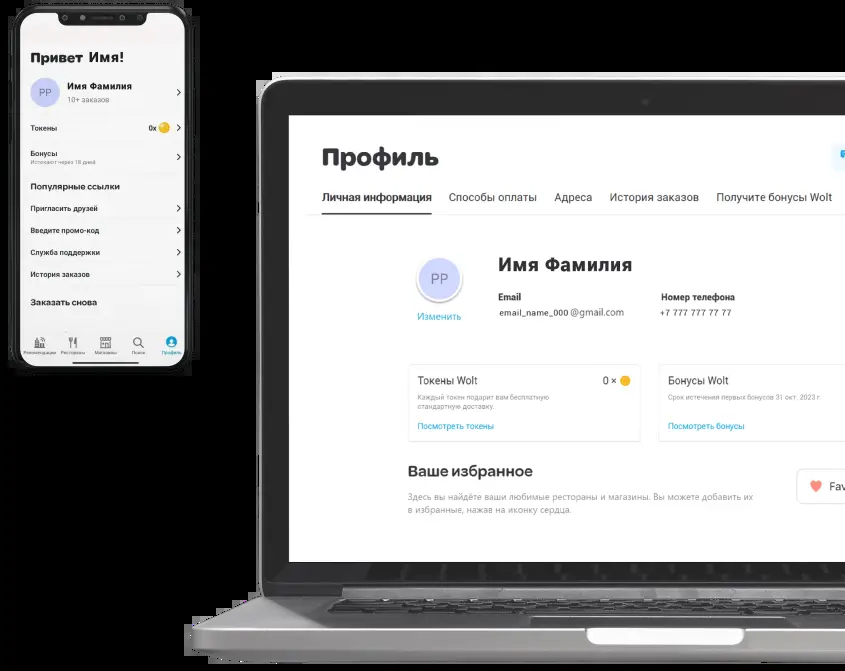 Привет Имя!
PP
Имя Фамилия
10+ заказов
Токены
0x
Бонусы
Истекают через 18 дней
Популярные ссылки
Пригласить друзей
Введите промо-код
Служба поддержки
История заказов
Заказать снова
Рекомендации Рестораны Магазины Поиск Профиль
Профиль
Личная информация Способы оплаты Адреса История заказов Получите бонусы Wolt
PP
Изменить
Имя Фамилия
Email
email_name_000 @gmail.com
Номер телефона
+7 777 777 77 77
Токены Wolt
0 ×
Каждый токен подарит вам бесплатную
стандартную доставку.
Посмотреть токены
Бонусы Wolt
Срок истечения первых бонусов 31 окт. 2023 г.
Посмотреть бонусы
Ваше избранное
Здесь вы найдёте ваши любимые рестораны и магазины. Вы можете добавить их
в избранные, нажав на иконку сердца.
Fav